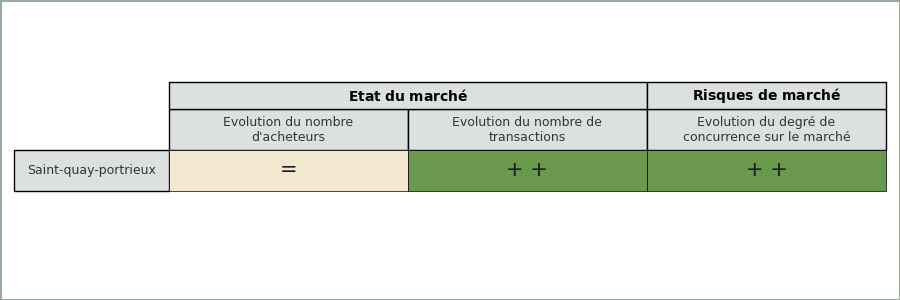 Etat du marché
Risques de marché
Evolution du nombre
d'acheteurs
Evolution du nombre de
transactions
Evolution du degré de
concurrence sur le marché
Saint-quay-portrieux
=
+ +
+ +